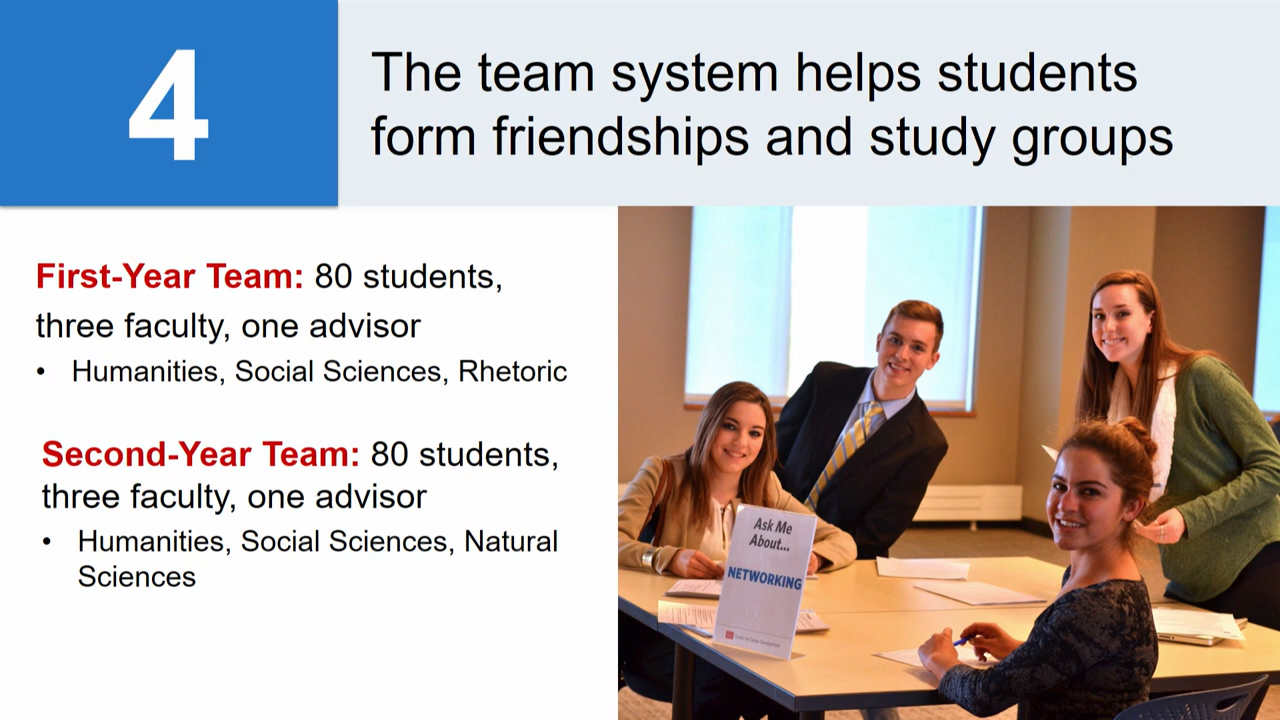 4
The team system helps students
form friendships and study groups
First-Year Team: 80 students,
three faculty, one advisor
• Humanities, Social Sciences, Rhetoric
Second-Year Team: 80 students,
three faculty, one advisor
• Humanities, Social Sciences, Natural
Sciences
Ask Me
About...
NETWORKING